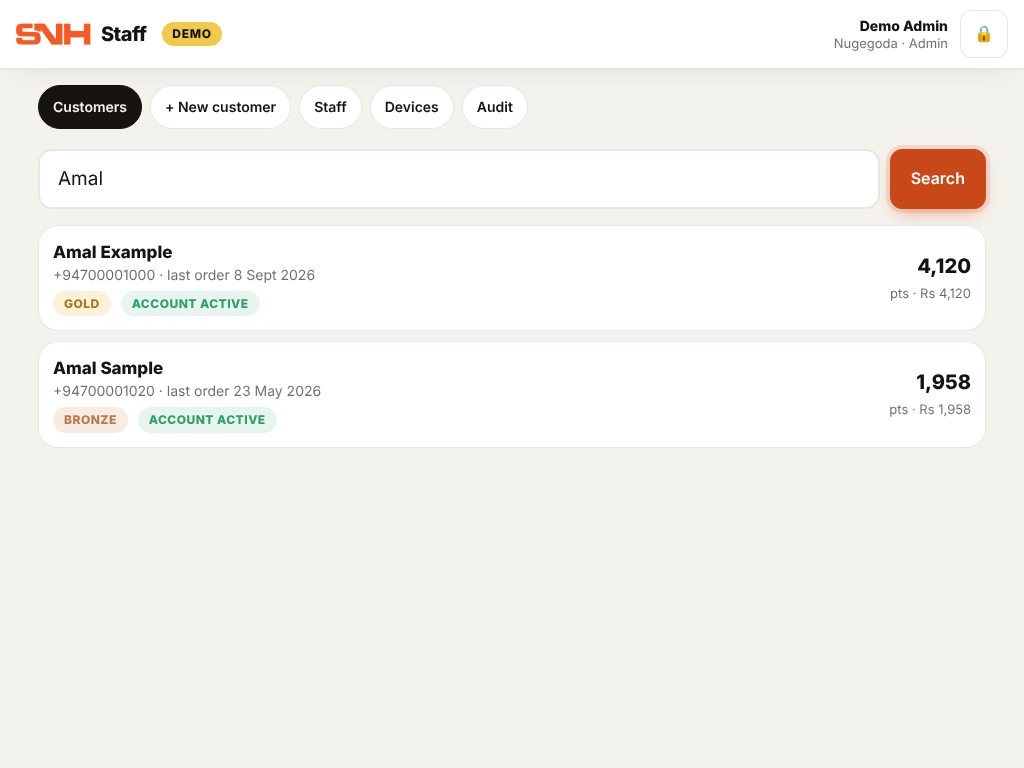 SNH Staff DEMO
Demo Admin
Nugegoda · Admin
Customers
+ New customer
Staff
Devices
Audit
Amal
Search
Amal Example
+94700001000 · last order 8 Sept 2026
GOLD
ACCOUNT ACTIVE
4,120
pts · Rs 4,120
Amal Sample
+94700001020 · last order 23 May 2026
BRONZE
ACCOUNT ACTIVE
1,958
pts · Rs 1,958